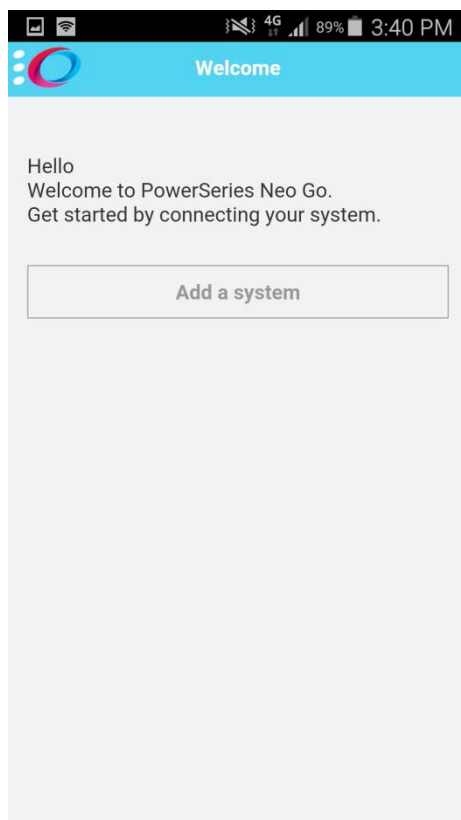 4G 89% 3:40 PM
Welcome
Hello
Welcome to PowerSeries Neo Go.
Get started by connecting your system.
Add a system